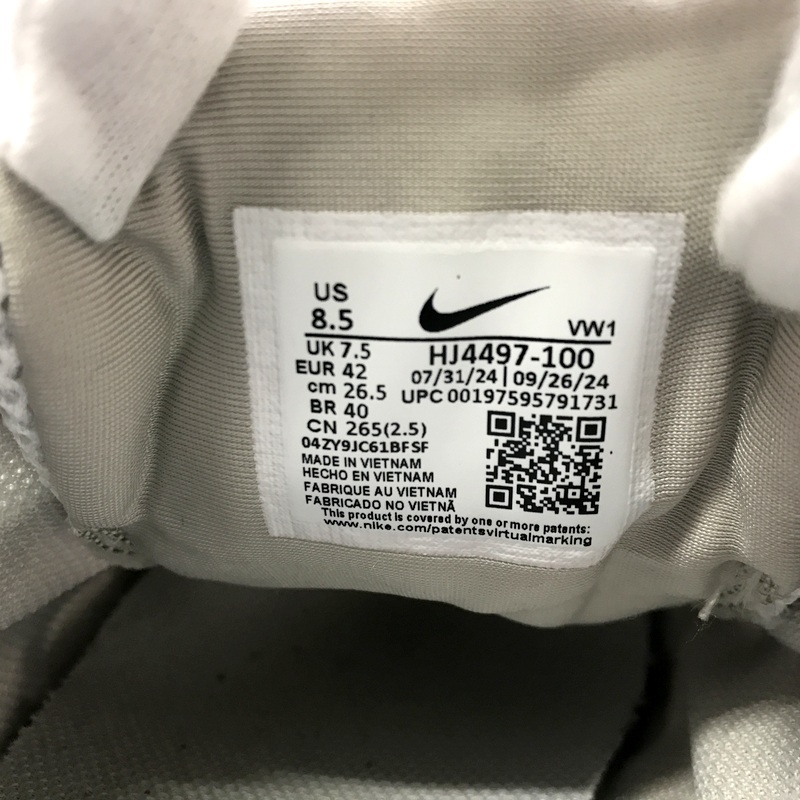 US
8.5
VW1
UK 7.5
HJ4497-100
EUR 42
07/31/24 | 09/26/24
cm 26.5
UPC 00197595791731
BR 40
CN 265(2.5)
04ZY9JC61BFSF
MADE IN VIETNAM
HECHO EN VIETNAM
FABRIQUE AU VIETNAM
FABRICADO NO VIETNÃ
This product is covered by one or more patents:
www.nike.com/patentsvirtualmarking